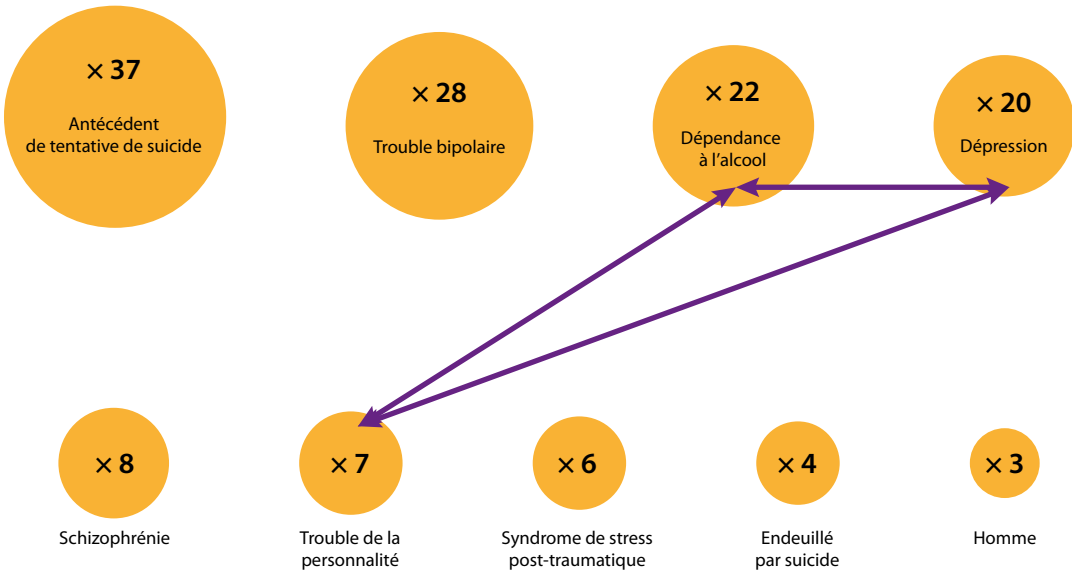 × 37
Antécédent
de tentative de suicide
× 28
Trouble bipolaire
× 22
Dépendance
à l'alcool
× 20
Dépression
× 8
Schizophrénie
× 7
Trouble de la
personnalité
× 6
Syndrome de stress
post-traumatique
× 4
Endeuillé
par suicide
× 3
Homme